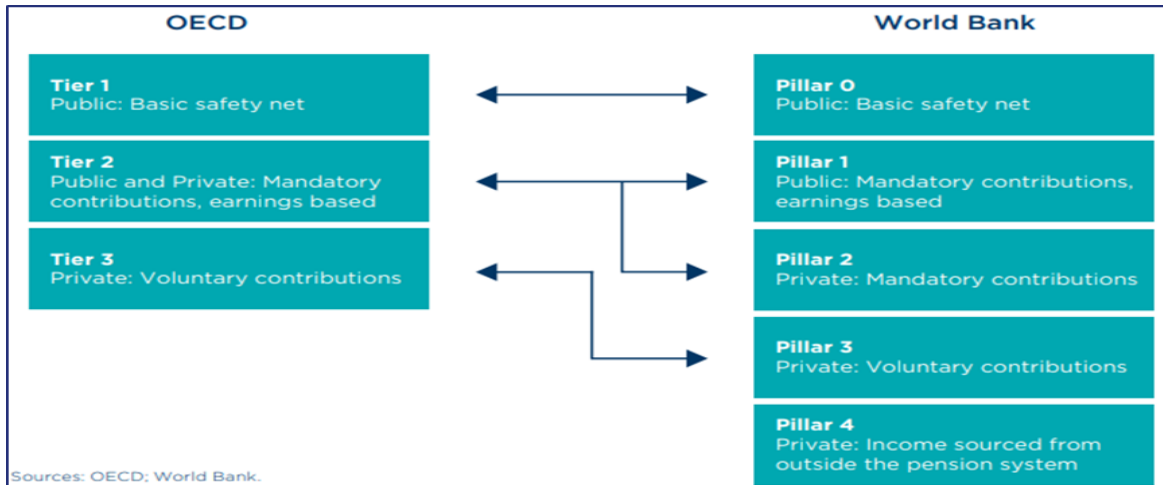 OECD
World Bank
Tier 1
Public: Basic safety net
Tier 2
Public and Private: Mandatory
contributions, earnings based
Tier 3
Private: Voluntary contributions
Pillar 0
Public: Basic safety net
Pillar 1
Public: Mandatory contributions,
earnings based
Pillar 2
Private: Mandatory contributions
Pillar 3
Private: Voluntary contributions
Pillar 4
Private: Income sourced from
outside the pension system
Sources: OECD; World Bank.